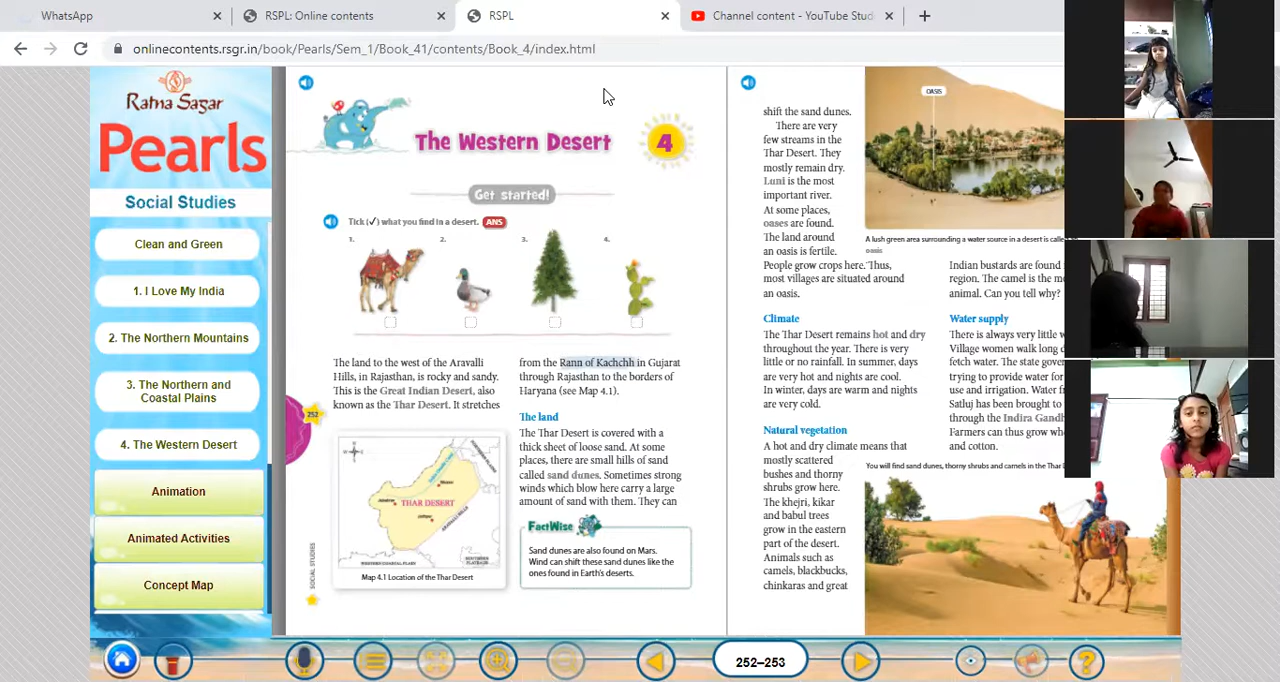 WhatsApp
RSPL: Online contents
RSPL
Channel content - YouTube Stud
onlinecontents.rsgr.in/book/Pearls/Sem_1/Book_41/contents/Book_4/index.html
Ratna Sagar
Pearls
Social Studies
Clean and Green
1. I Love My India
2. The Northern Mountains
3. The Northern and
Coastal Plains
4. The Western Desert
Animation
Animated Activities
Concept Map
The Western Desert
4
Get started!
Tick (✓) what you find in a desert. ANS
1. 2. 3. 4.
The land to the west of the Aravalli
Hills, in Rajasthan, is rocky and sandy.
This is the Great Indian Desert, also
known as the Thar Desert. It stretches
252
THAR DESERT
Map 4.1 Location of the Thar Desert
SOCIAL STUDIES
from the Rann of Kachchh in Gujarat
through Rajasthan to the borders of
Haryana (see Map 4.1).
The land
The Thar Desert is covered with a
thick sheet of loose sand. At some
places, there are small hills of sand
called sand dunes. Sometimes strong
winds which blow here carry a large
amount of sand with them. They can
FactWise
Sand dunes are also found on Mars.
Wind can shift these sand dunes like the
ones found in Earth's deserts.
shift the sand dunes.
There are very
few streams in the
Thar Desert. They
mostly remain dry.
Luni is the most
important river.
At some places,
oases are found.
The land around
an oasis is fertile.
People grow crops here. Thus,
most villages are situated around
an oasis.
Climate
The Thar Desert remains hot and dry
throughout the year. There is very
little or no rainfall. In summer, days
are very hot and nights are cool.
In winter, days are warm and nights
are very cold.
Natural vegetation
A hot and dry climate means that
mostly scattered
bushes and thorny
shrubs grow here.
The khejri, kikar
and babul trees
grow in the eastern
part of the desert.
Animals such as
camels, blackbucks,
chinkaras and great
OASIS
A lush green area surrounding a water source in a desert is called
oasis
Indian bustards are found
region. The camel is the
animal. Can you tell why?
Water supply
There is always very little
Village women walk long
fetch water. The state
trying to provide water for
use and irrigation. Water
Satluj has been brought to
through the Indira
Farmers can thus grow
and cotton.
You will find sand dunes, thorny shrubs and camels in the Thar
252-253
?